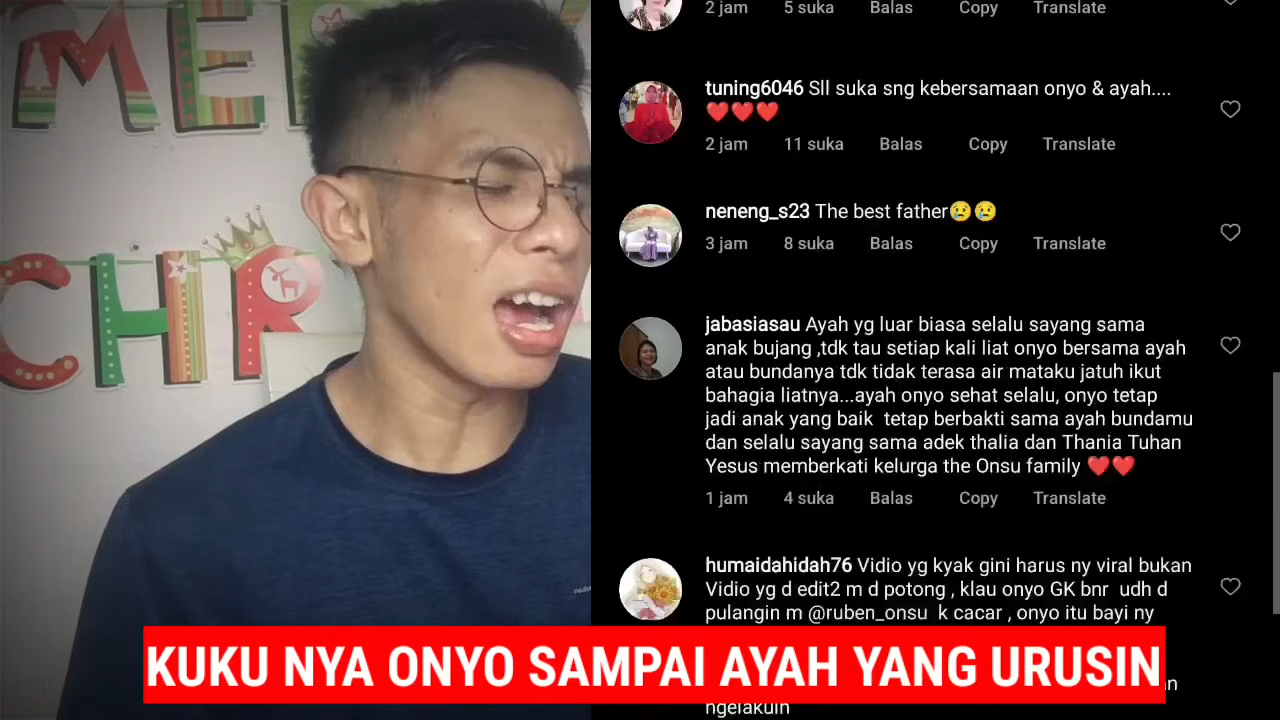 MER
CHR
2 jam 5 suka Balas Copy Translate
tuning6046 Sll suka sng kebersamaan onyo & ayah....
❤️❤️❤️
2 jam 11 suka Balas Copy Translate
neneng_s23 The best father😢😢
3 jam 8 suka Balas Copy Translate
jabasiasau Ayah yg luar biasa selalu sayang sama
anak bujang ,tdk tau setiap kali liat onyo bersama ayah
atau bundanya tdk tidak terasa air mataku jatuh ikut
bahagia liatnya...ayah onyo sehat selalu, onyo tetap
jadi anak yang baik tetap berbakti sama ayah bundamu
dan selalu sayang sama adek thalia dan Thania Tuhan
Yesus memberkati kelurga the Onsu family ❤️❤️
1 jam 4 suka Balas Copy Translate
humaidahidah76 Vidio yg kyak gini harus ny viral bukan
Vidio yg d edit2 m d potong , klau onyo GK bnr udh d
pulangin m @ruben_onsu k cacar , onyo itu bayi ny
KUKU NYA ONYO SAMPAI AYAH YANG URUSIN
ngelakuin